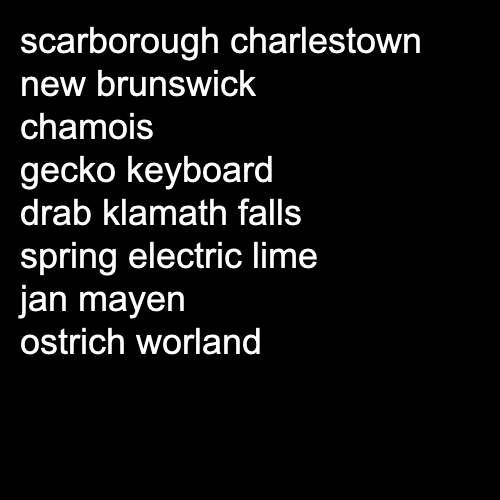 scarborough charlestown
new brunswick
chamois
gecko keyboard
drab klamath falls
spring electric lime
jan mayen
ostrich worland